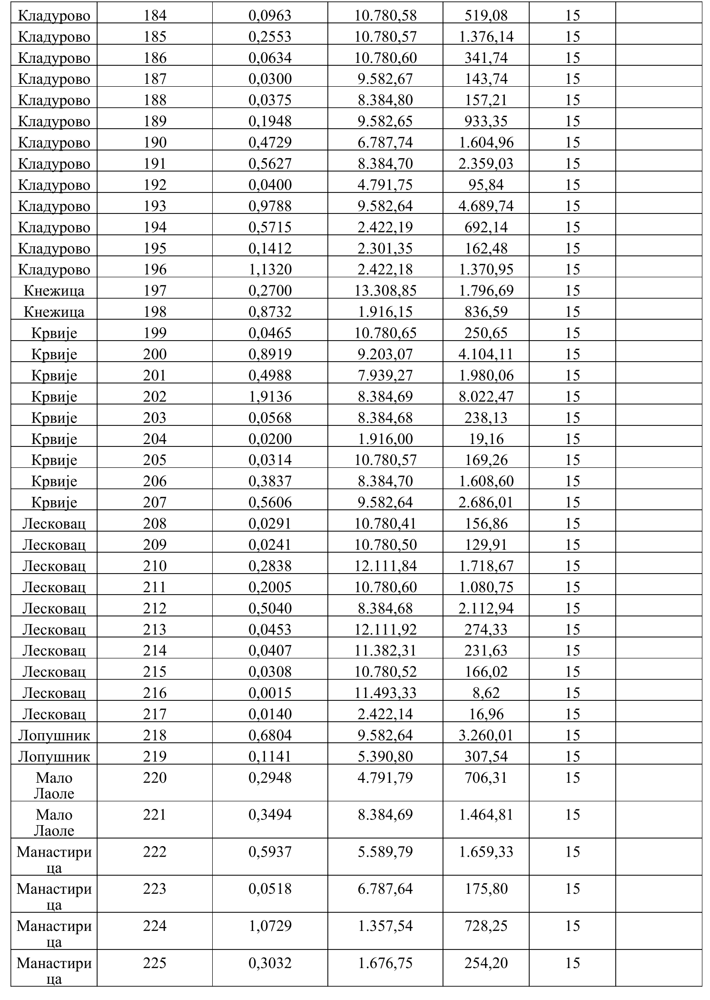 Кладурово 184 0,0963 10.780,58 519,08 15
Кладурово 185 0,2553 10.780,57 1.376,14 15
Кладурово 186 0,0634 10.780,60 341,74 15
Кладурово 187 0,0300 9.582,67 143,74 15
Кладурово 188 0,0375 8.384,80 157,21 15
Кладурово 189 0,1948 9.582,65 933,35 15
Кладурово 190 0,4729 6.787,74 1.604,96 15
Кладурово 191 0,5627 8.384,70 2.359,03 15
Кладурово 192 0,0400 4.791,75 95,84 15
Кладурово 193 0,9788 9.582,64 4.689,74 15
Кладурово 194 0,5715 2.422,19 692,14 15
Кладурово 195 0,1412 2.301,35 162,48 15
Кладурово 196 1,1320 2.422,18 1.370,95 15
Кнежица 197 0,2700 13.308,85 1.796,69 15
Кнежица 198 0,8732 1.916,15 836,59 15
Крвије 199 0,0465 10.780,65 250,65 15
Крвије 200 0,8919 9.203,07 4.104,11 15
Крвије 201 0,4988 7.939,27 1.980,06 15
Крвије 202 1,9136 8.384,69 8.022,47 15
Крвије 203 0,0568 8.384,68 238,13 15
Крвије 204 0,0200 1.916,00 19,16 15
Крвије 205 0,0314 10.780,57 169,26 15
Крвије 206 0,3837 8.384,70 1.608,60 15
Крвије 207 0,5606 9.582,64 2.686,01 15
Лесковац 208 0,0291 10.780,41 156,86 15
Лесковац 209 0,0241 10.780,50 129,91 15
Лесковац 210 0,2838 12.111,84 1.718,67 15
Лесковац 211 0,2005 10.780,60 1.080,75 15
Лесковац 212 0,5040 8.384,68 2.112,94 15
Лесковац 213 0,0453 12.111,92 274,33 15
Лесковац 214 0,0407 11.382,31 231,63 15
Лесковац 215 0,0308 10.780,52 166,02 15
Лесковац 216 0,0015 11.493,33 8,62 15
Лесковац 217 0,0140 2.422,14 16,96 15
Лопушник 218 0,6804 9.582,64 3.260,01 15
Лопушник 219 0,1141 5.390,80 307,54 15
Мало 220 0,2948 4.791,79 706,31 15
Лаоле
Мало 221 0,3494 8.384,69 1.464,81 15
Лаоле
Манастири 222 0,5937 5.589,79 1.659,33 15
ца
Манастири 223 0,0518 6.787,64 175,80 15
ца
Манастири 224 1,0729 1.357,54 728,25 15
ца
Манастири 225 0,3032 1.676,75 254,20 15
ца